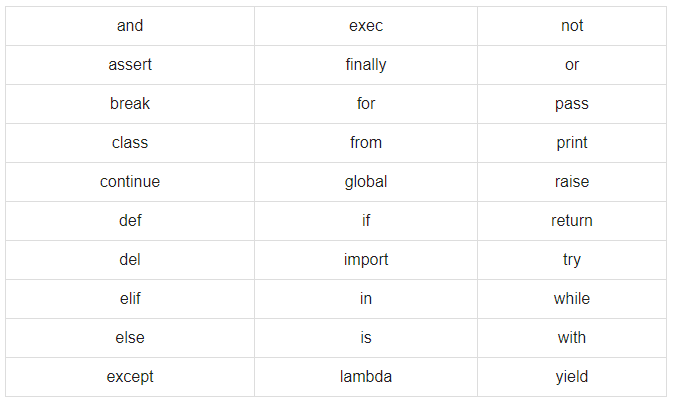 and exec not
assert finally or
break for pass
class from print
continue global raise
def if return
del import try
elif in while
else is with
except lambda yield